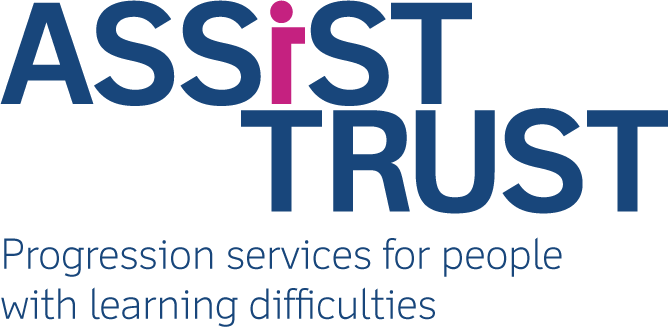 ASSiST
TRUST
Progression services for people
with learning difficulties